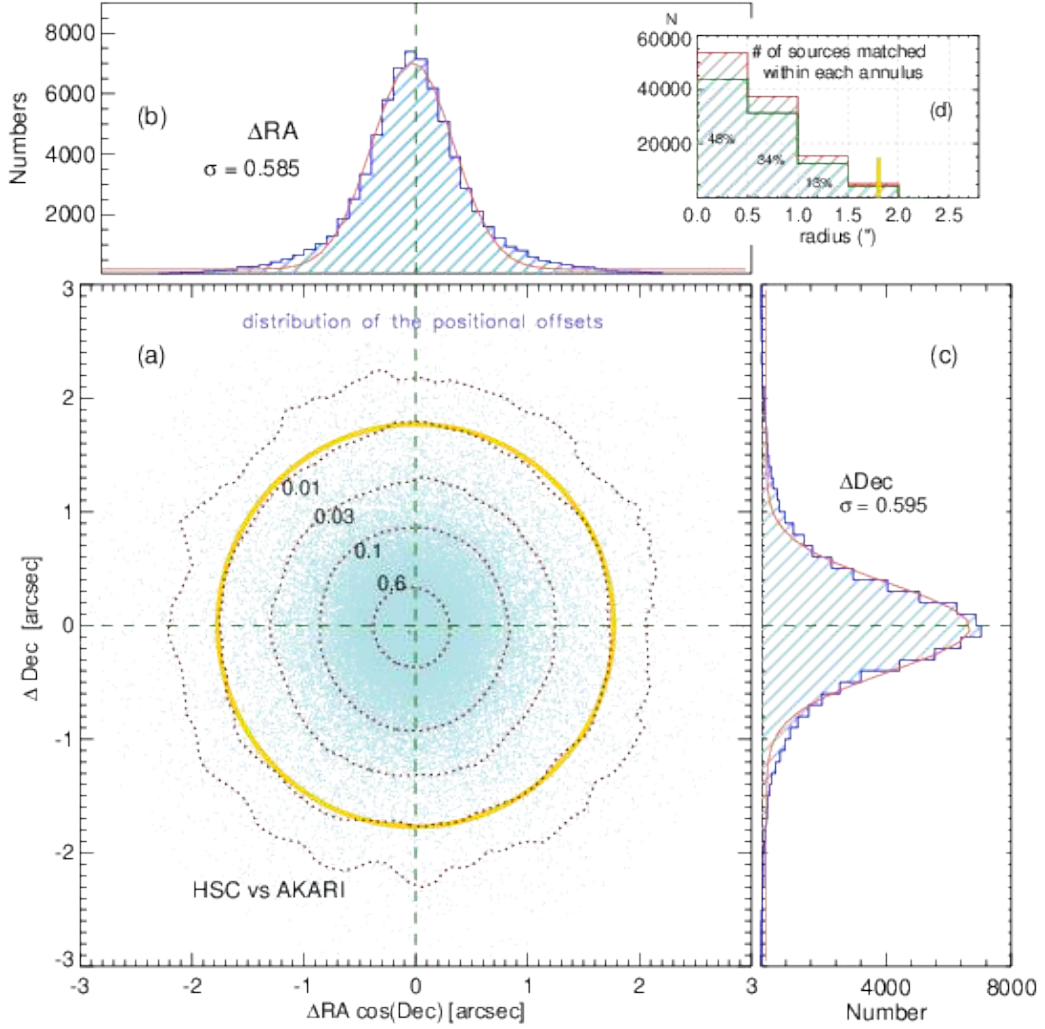 8000
6000
4000
2000
Numbers
(b)
ΔRA
σ = 0.585
N
60000
40000
20000
# of sources matched
within each annulus
(d)
48%
34%
13%
0.0 0.5 1.0 1.5 2.0 2.5
radius (")
3
2
1
0
-1
-2
-3
Δ Dec [arcsec]
distribution of the positional offsets
(a)
0.01
0.03
0.1
0.6
HSC vs AKARI
-3 -2 -1 0 1 2 3
ΔRA cos(Dec) [arcsec]
(c)
ΔDec
σ = 0.595
4000 8000
Number